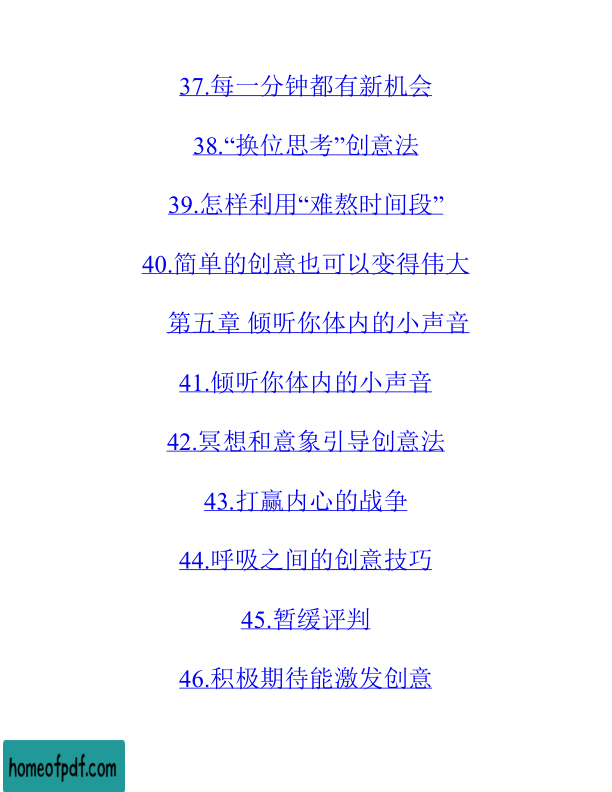 37.每一分钟都有新机会
38.“换位思考”创意法
39.怎样利用“难熬时间段”
40.简单的创意也可以变得伟大
第五章 倾听你体内的小声音
41.倾听你体内的小声音
42.冥想和意象引导创意法
43.打赢内心的战争
44.呼吸之间的创意技巧
45.暂缓评判
46.积极期待能激发创意
homeofpdf.com